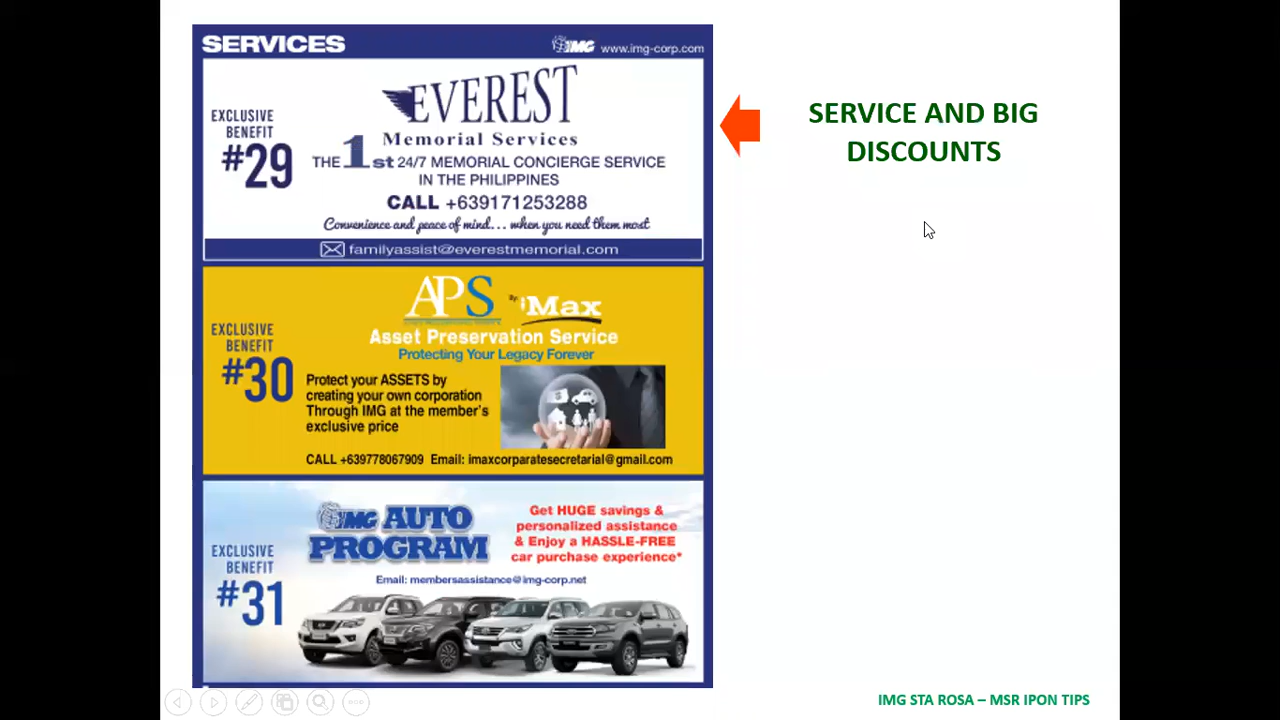 SERVICES
IMG www.img-corp.com
EXCLUSIVE
BENEFIT
#29
EVEREST
Memorial Services
THE 1st 24/7 MEMORIAL CONCIERGE SERVICE
IN THE PHILIPPINES
CALL +639171253288
Convenience and peace of mind... when you need them most
familyassist@everestmemorial.com
EXCLUSIVE
BENEFIT
#30
APS By: iMax
Asset Preservation Service
Protecting Your Legacy Forever
Protect your ASSETS by
creating your own corporation
Through IMG at the member's
exclusive price
CALL +639778067909 Email: imaxcorparatesecretarial@gmail.com
EXCLUSIVE
BENEFIT
#31
IMG AUTO
PROGRAM
Get HUGE savings &
personalized assistance
& Enjoy a HASSLE-FREE
car purchase experience*
Email: membersassistance@img-corp.net
SERVICE AND BIG
DISCOUNTS
IMG STA ROSA – MSR IPON TIPS